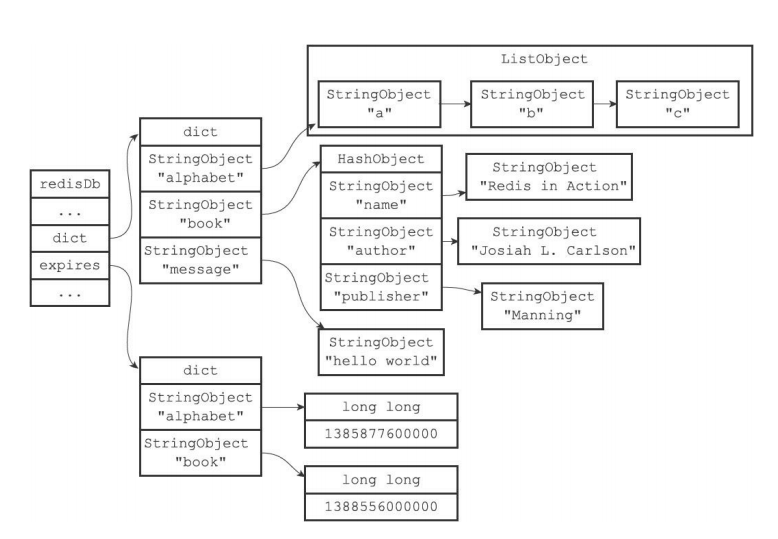 redisDb
...
dict
expires
...
dict
StringObject
"alphabet"
StringObject
"book"
StringObject
"message"
ListObject
StringObject
"a"
StringObject
"b"
StringObject
"c"
HashObject
StringObject
"name"
StringObject
"author"
StringObject
"publisher"
StringObject
"Redis in Action"
StringObject
"Josiah L. Carlson"
StringObject
"Manning"
StringObject
"hello world"
dict
StringObject
"alphabet"
StringObject
"book"
long long
1385877600000
long long
1388556000000